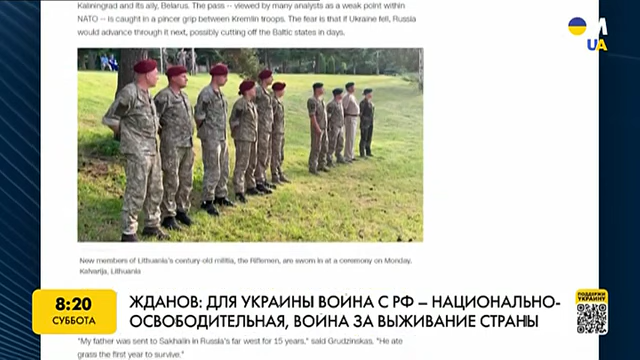 Kaliningrad and its ally, Belarus. The pass -- viewed by many analysts as a weak point within
NATO -- is caught in a pincer grip between Kremlin troops. The fear is that if Ukraine fell, Russia
would advance through it next, possibly cutting off the Baltic states in days.
UA
New members of Lithuania's century-old militia, the Riflemen, are sworn in at a ceremony on Monday.
Kalvarija, Lithuania
8:20
СУББОТА
ЖДАНОВ: ДЛЯ УКРАИНЫ ВОЙНА С РФ – НАЦИОНАЛЬНО-
ОСВОБОДИТЕЛЬНАЯ, ВОЙНА ЗА ВЫЖИВАНИЕ СТРАНЫ
ПОДДЕРЖИ
УКРАИНУ
"My father was sent to Sakhalin in Russia's far west for 15 years," said Grudzinskas. "He ate
grass the first year to survive."